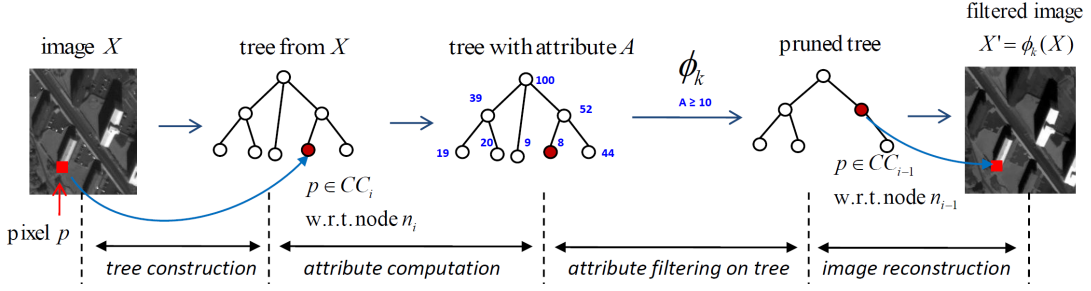 image X
tree from X
tree with attribute A
ϕk
A ≥ 10
pruned tree
filtered image
X' = ϕk(X)
100
39
52
19
20
9
8
44
pixel p
p ∈ CCi
w.r.t. node ni
p ∈ CCi−1
w.r.t. node ni−1
tree construction
attribute computation
attribute filtering on tree
image reconstruction